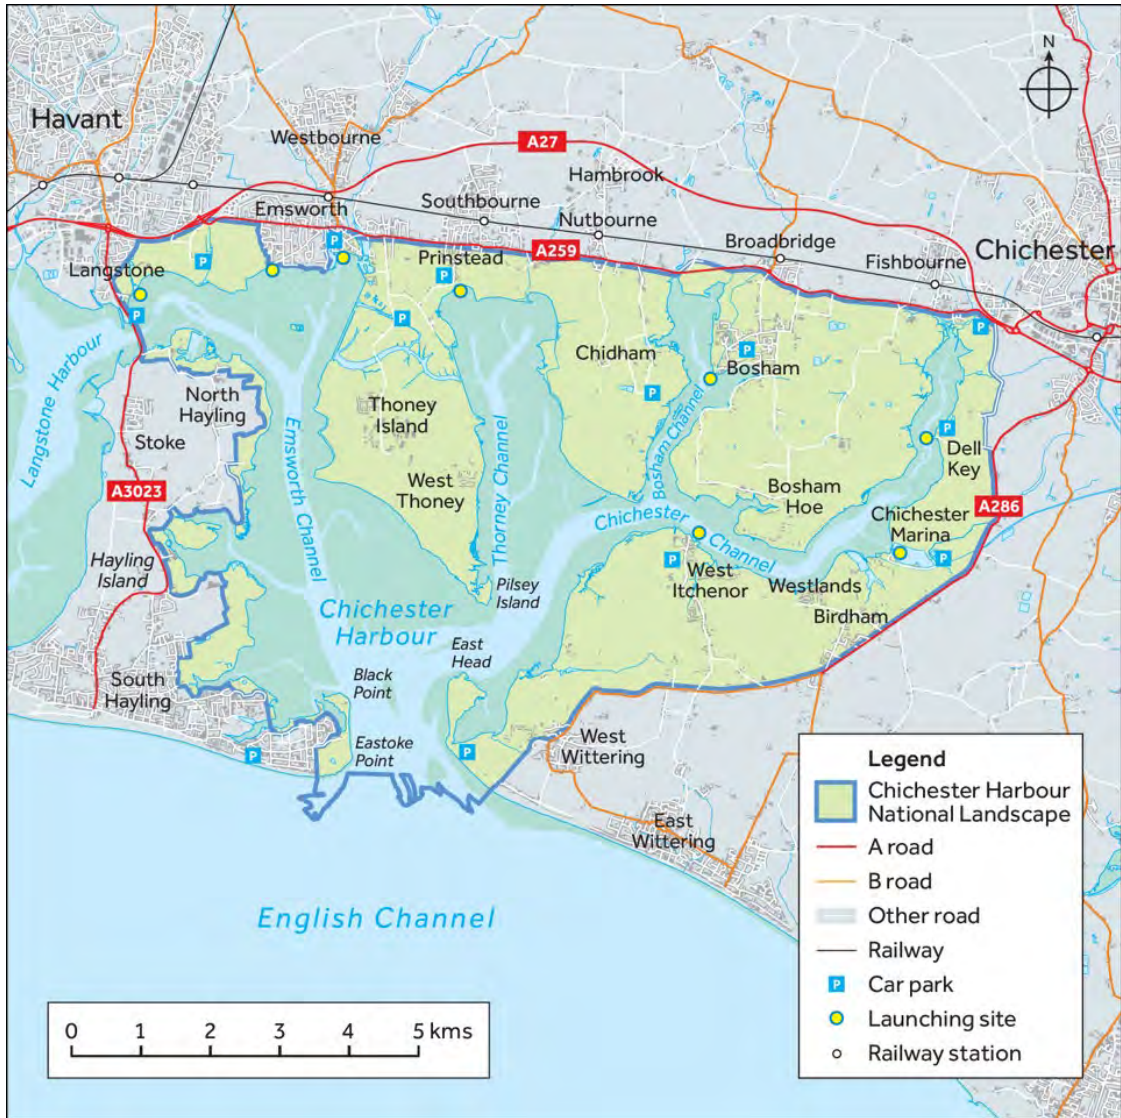 N
Havant
Westbourne
A27
Hambrook
Emsworth
Southbourne
Nutbourne
Broadbridge
Chichester
Fishbourne
A259
P
P
Langstone
Prinstead
P
P
P
P
Langstone Harbour
Chidham
P
Bosham
P
North
Hayling
Thoney
Island
Bosham Channel
Stoke
P
Dell
Key
Emsworth Channel
Thorney Channel
West
Thoney
A3023
Bosham
Hoe
A286
Chichester
Channel
Chichester
Marina
P
Hayling
Island
P
West
Itchenor
Westlands
Pilsey
Island
Birdham
Chichester
Harbour
East
Head
Black
Point
South
Hayling
P
Eastoke
Point
P
West
Wittering
East
Wittering
English Channel
Legend
Chichester Harbour
National Landscape
A road
B road
Other road
Railway
P Car park
Launching site
Railway station
0 1 2 3 4 5 kms